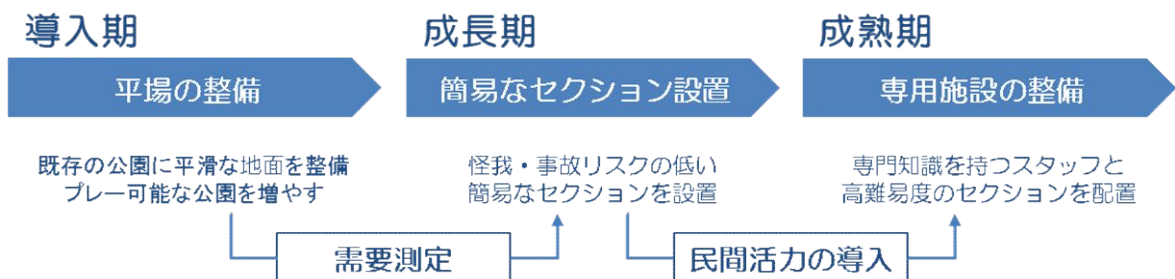 導入期
平場の整備
既存の公園に平滑な地面を整備
プレー可能な公園を増やす
需要測定
成長期
簡易なセクション設置
怪我・事故リスクの低い
簡易なセクションを設置
民間活力の導入
成熟期
専用施設の整備
専門知識を持つスタッフと
高難易度のセクションを配置